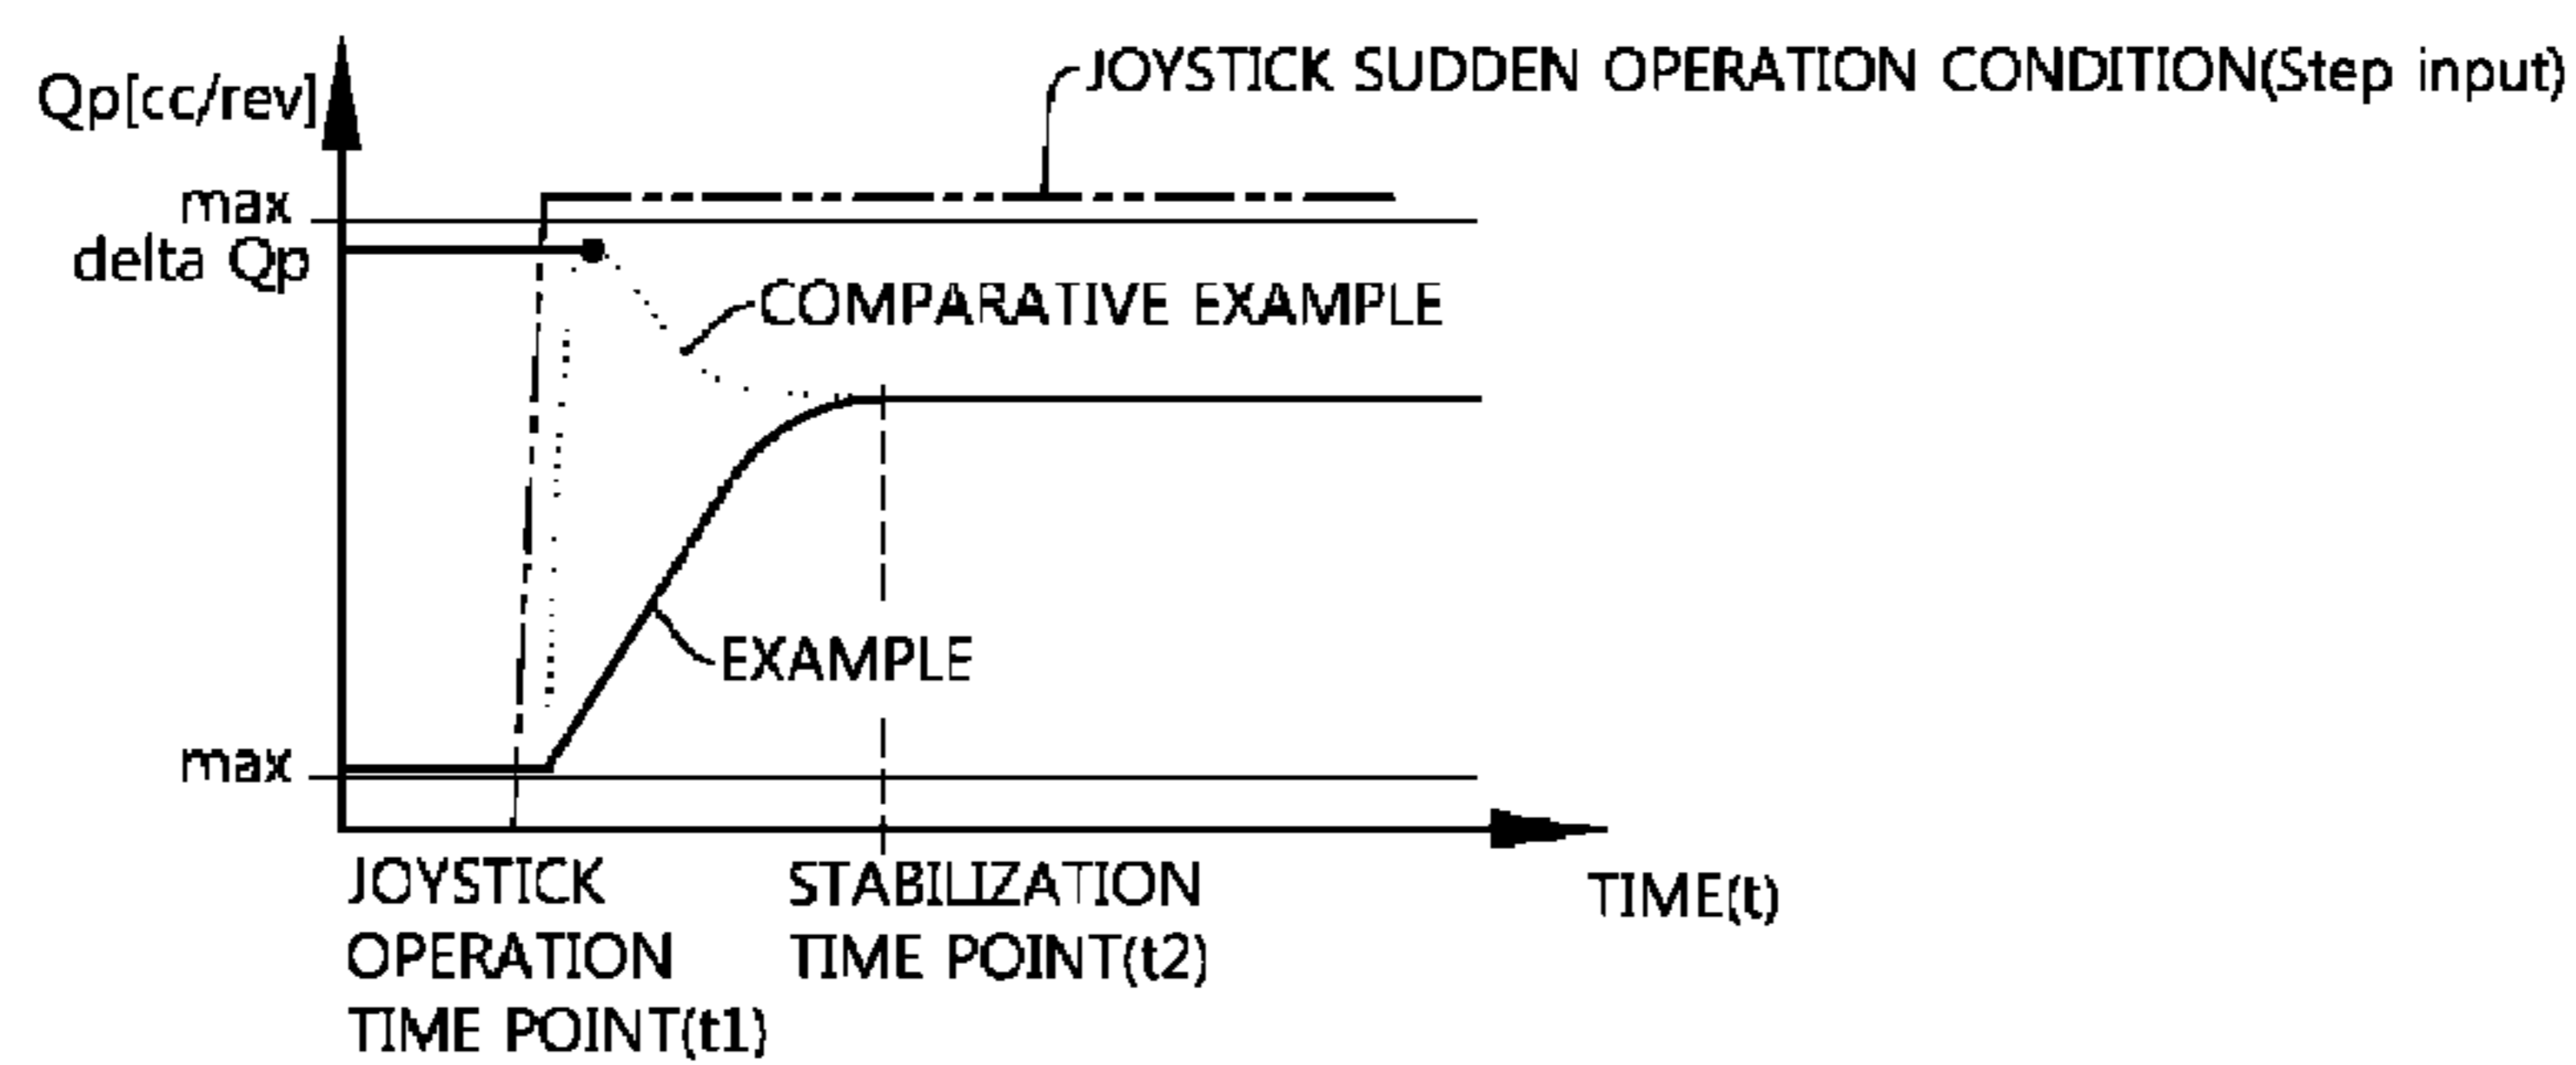 JOYSTICK SUDDEN OPERATION CONDITION(Step input)
Qp[cc/rev]
max
delta Qp
COMPARATIVE EXAMPLE
EXAMPLE
max
JOYSTICK
OPERATION
TIME POINT(t1)
STABILIZATION
TIME POINT(t2)
TIME(t)